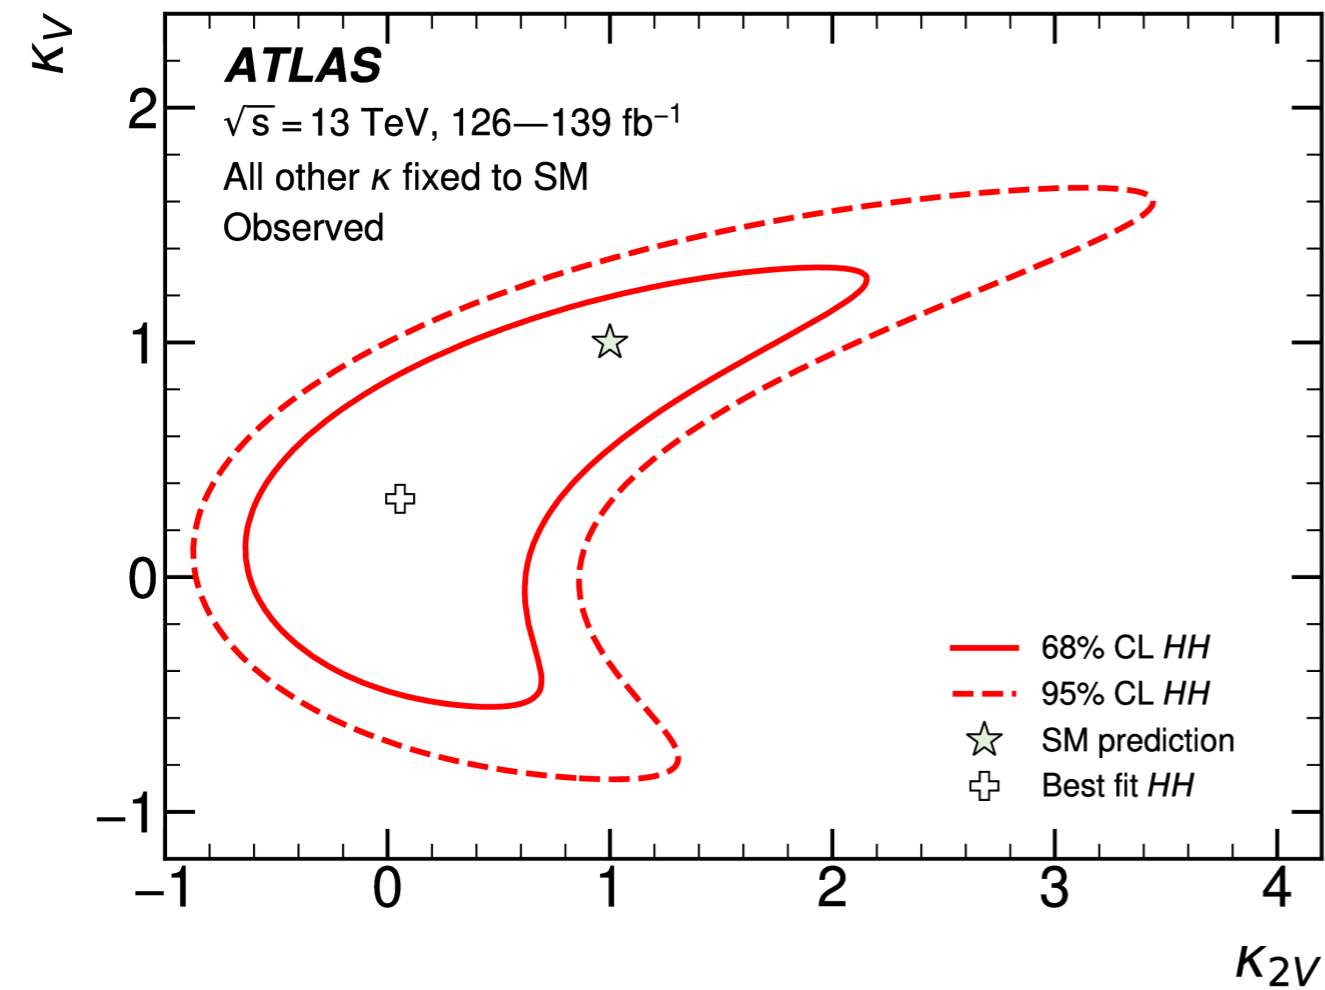 κV
ATLAS
√s = 13 TeV, 126—139 fb⁻¹
All other κ fixed to SM
Observed
2
1
0
−1
68% CL HH
95% CL HH
SM prediction
Best fit HH
−1 0 1 2 3 4
κ2V